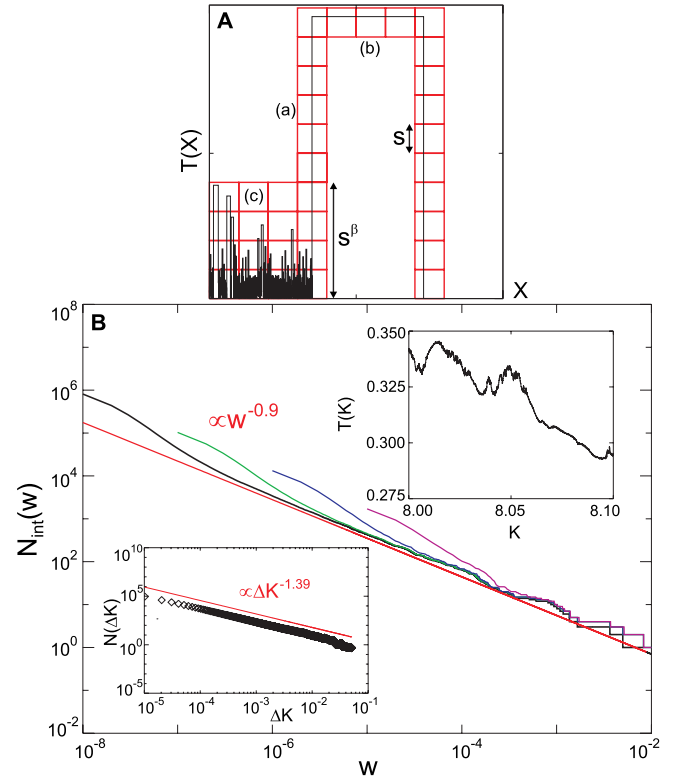 A
(b)
(a)
T(X)
S
(c)
S^β
X
10^8
B
0.350
10^6
∝w^-0.9
0.325
T(K)
0.300
10^4
N_int(w)
0.275
8.00 8.05 8.10
K
10^2
10^10
10^5
∝ΔK^-1.39
N(ΔK)
10^0
10^0
10^-5
10^-5 10^-4 10^-3 10^-2 10^-1
ΔK
10^-2
10^-8 10^-6 10^-4 10^-2
w